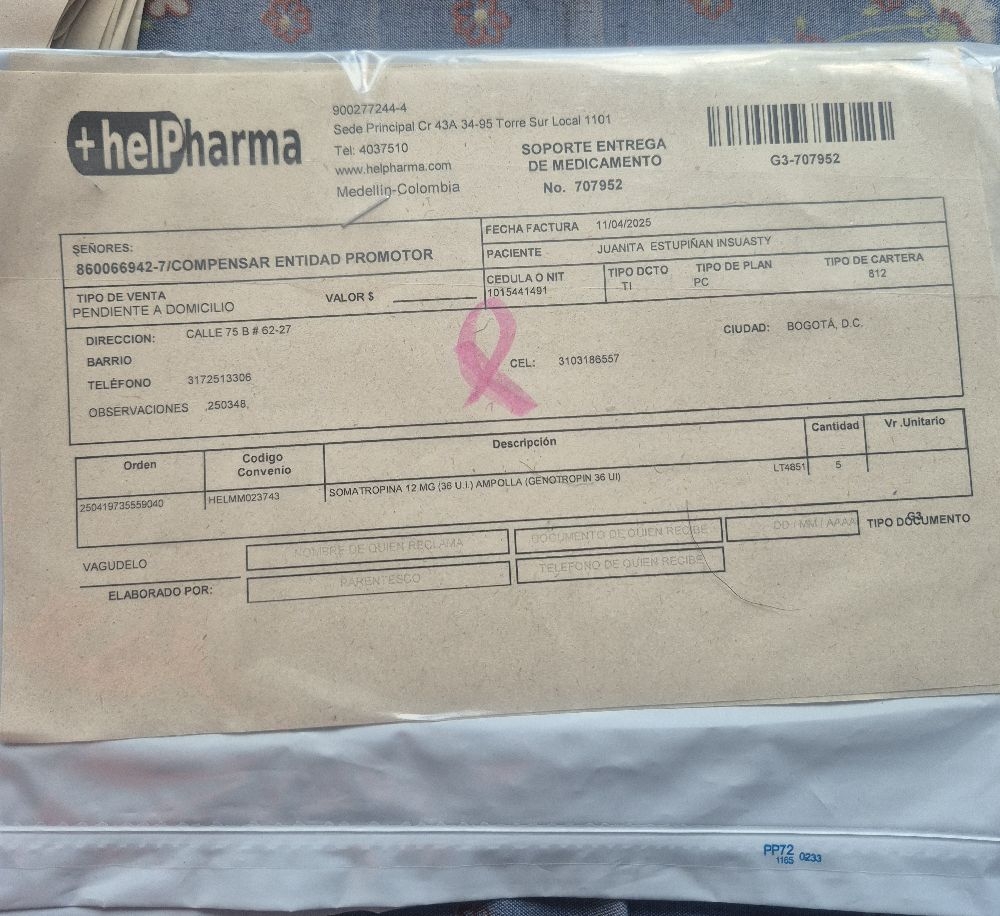 +helPharma
900277244-4
Sede Principal Cr 43A 34-95 Torre Sur Local 1101
Tel: 4037510
www.helpharma.com
Medellin-Colombia
SOPORTE ENTREGA
DE MEDICAMENTO
No. 707952
G3-707952
SEÑORES:
860066942-7/COMPENSAR ENTIDAD PROMOTOR
FECHA FACTURA 11/04/2025
PACIENTE JUANITA ESTUPIÑAN INSUASTY
CEDULA O NIT
1015441491
TIPO DCTO
TI
TIPO DE PLAN
PC
TIPO DE CARTERA
812
TIPO DE VENTA
PENDIENTE A DOMICILIO
VALOR $
DIRECCION: CALLE 75 B # 62-27
CIUDAD: BOGOTÁ, D.C.
BARRIO
CEL: 3103186557
TELÉFONO 3172513306
OBSERVACIONES ,250348,
Orden Codigo Convenio Descripción Cantidad Vr .Unitario
250419735559040 HELMM023743 SOMATROPINA 12 MG (36 U.I.) AMPOLLA (GENOTROPIN 36 UI) LT4851 5
NOMBRE DE QUIEN RECLAMA DOCUMENTO DE QUIEN RECIBE DD / MM / AAAA TIPO DOCUMENTO
G3
VAGUDELO
PARENTESCO TELEFONO DE QUIEN RECIBE
ELABORADO POR:
PP72
1165 0233